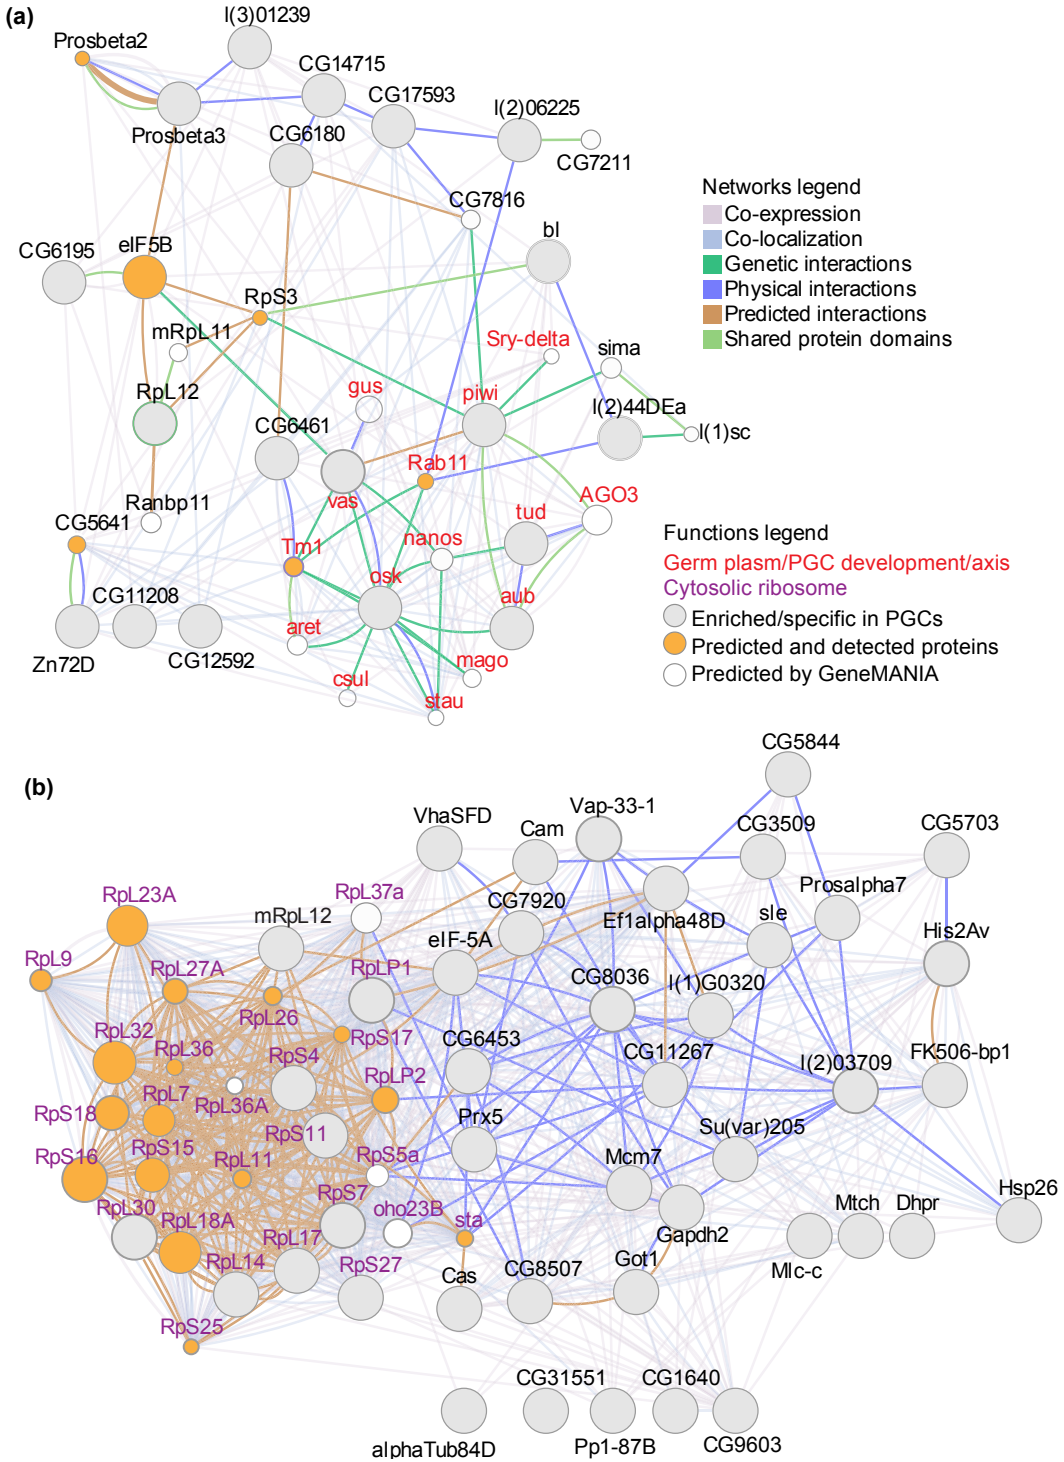 (a)
l(3)01239
Prosbeta2
CG14715
CG17593
l(2)06225
Prosbeta3
CG6180
CG7211
Networks legend
CG7816
Co-expression
bl
Co-localization
CG6195
eIF5B
Genetic interactions
Physical interactions
RpS3
Predicted interactions
mRpL11
Sry-delta
sima
Shared protein domains
RpL12
gus
piwi
l(2)44DEa
CG6461
l(1)sc
Rab11
vas
AGO3
Ranbp11
tud
CG5641
Tm1
nanos
Functions legend
Germ plasm/PGC development/axis
osk
Cytosolic ribosome
CG11208
aub
Enriched/specific in PGCs
aret
Predicted and detected proteins
Zn72D
CG12592
mago
Predicted by GeneMANIA
csul
stau
(b)
CG5844
Vap-33-1
VhaSFD
Cam
CG3509
CG5703
RpL23A
RpL37a
Prosalpha7
mRpL12
CG7920
Ef1alpha48D
sle
eIF-5A
His2Av
RpL9
RpL27A
RpLP1
CG8036
l(1)G0320
RpL26
RpL32
RpL36
RpS17
CG6453
RpS4
CG11267
l(2)03709
FK506-bp1
RpLP2
RpL7
RpL36A
RpS18
Prx5
RpS11
Su(var)205
RpS16
RpS15
RpL11
RpS5a
Mcm7
Hsp26
RpS7
Mtch
Dhpr
RpL30
RpL18A
oho23B
sta
Gapdh2
RpL14
RpL17
RpS27
Got1
Mlc-c
Cas
CG8507
RpS25
CG31551
CG1640
alphaTub84D
Pp1-87B
CG9603